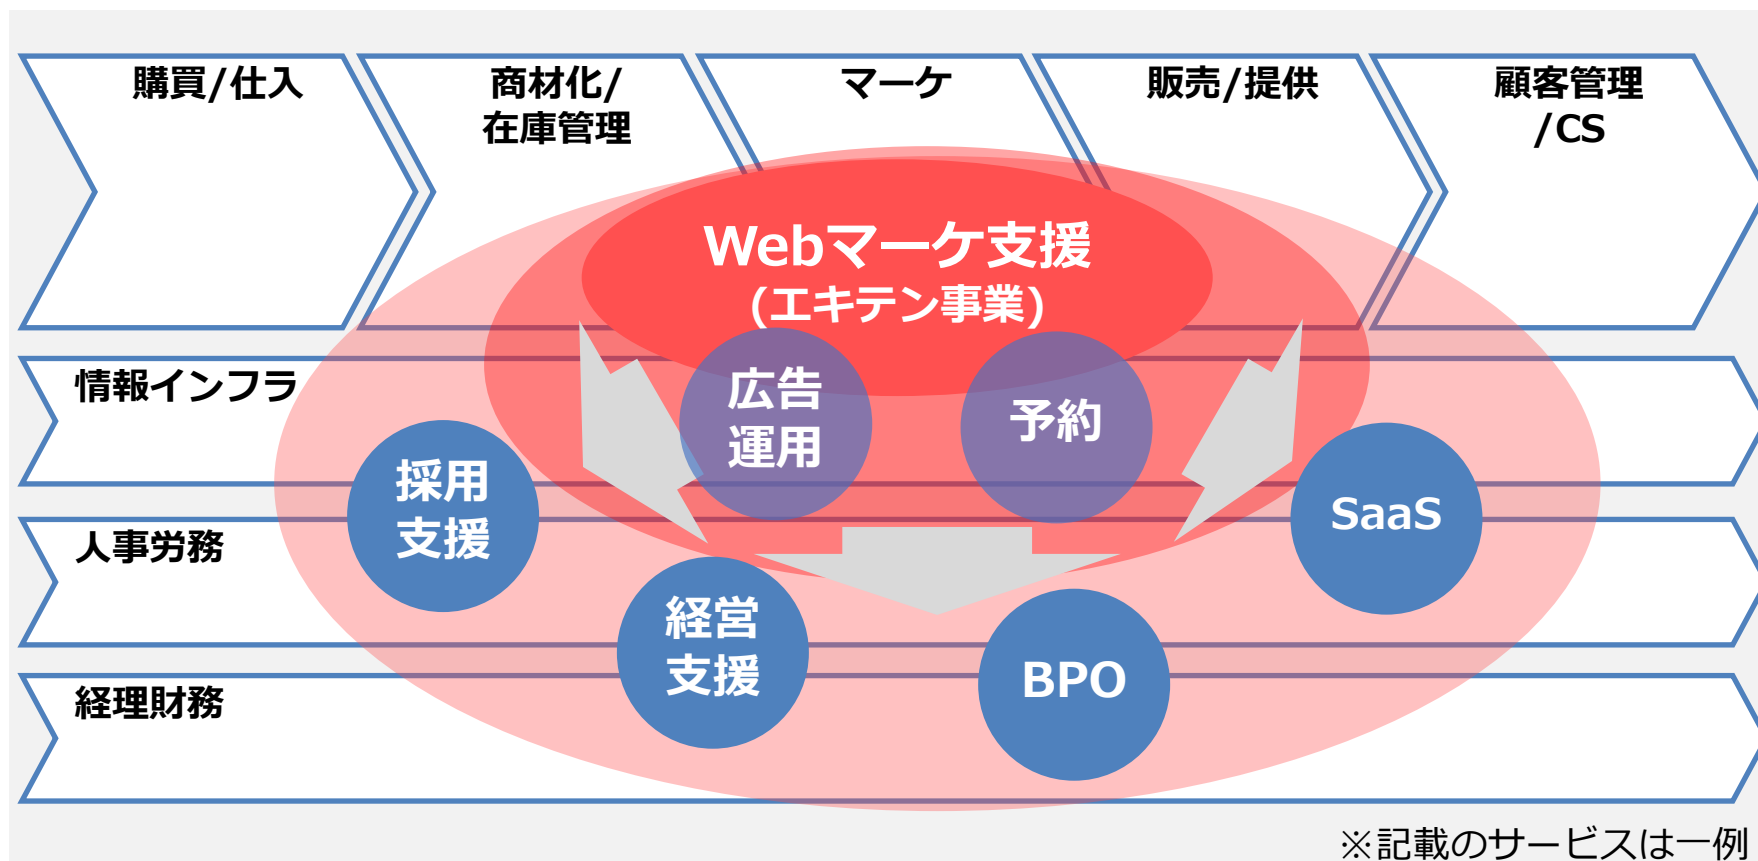 購買/仕入
商材化/
在庫管理
マーケ
販売/提供
顧客管理
/CS
Webマーケ支援
(エキテン事業)
情報インフラ
広告
運用
予約
採用
支援
SaaS
人事労務
経営
支援
BPO
経理財務
※記載のサービスは一例